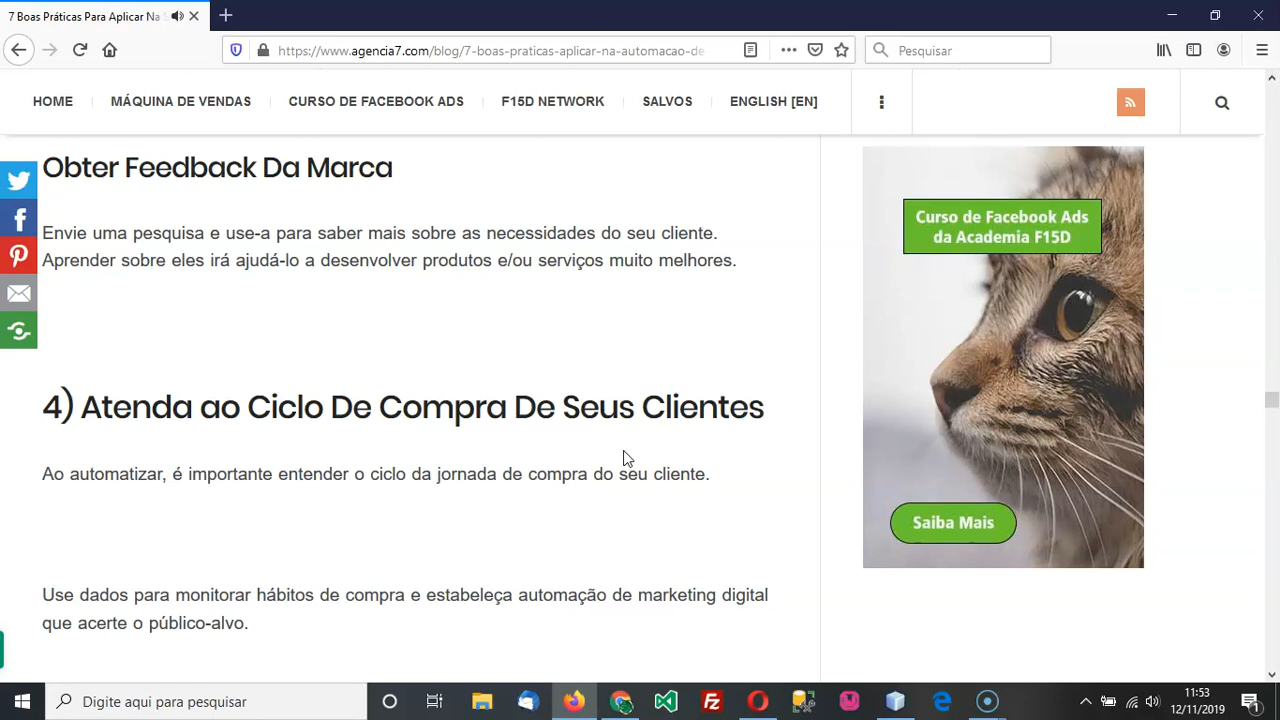 7 Boas Práticas Para Aplicar Na S
https://www.agencia7.com/blog/7-boas-praticas-aplicar-na-automacao-de
Pesquisar
HOME
MÁQUINA DE VENDAS
CURSO DE FACEBOOK ADS
F15D NETWORK
SALVOS
ENGLISH [EN]
Obter Feedback Da Marca
Envie uma pesquisa e use-a para saber mais sobre as necessidades do seu cliente.
Aprender sobre eles irá ajudá-lo a desenvolver produtos e/ou serviços muito melhores.
4) Atenda ao Ciclo De Compra De Seus Clientes
Ao automatizar, é importante entender o ciclo da jornada de compra do seu cliente.
Use dados para monitorar hábitos de compra e estabeleça automação de marketing digital
que acerte o público-alvo.
Curso de Facebook Ads
da Academia F15D
Saiba Mais
Digite aqui para pesquisar
11:53
12/11/2019
1